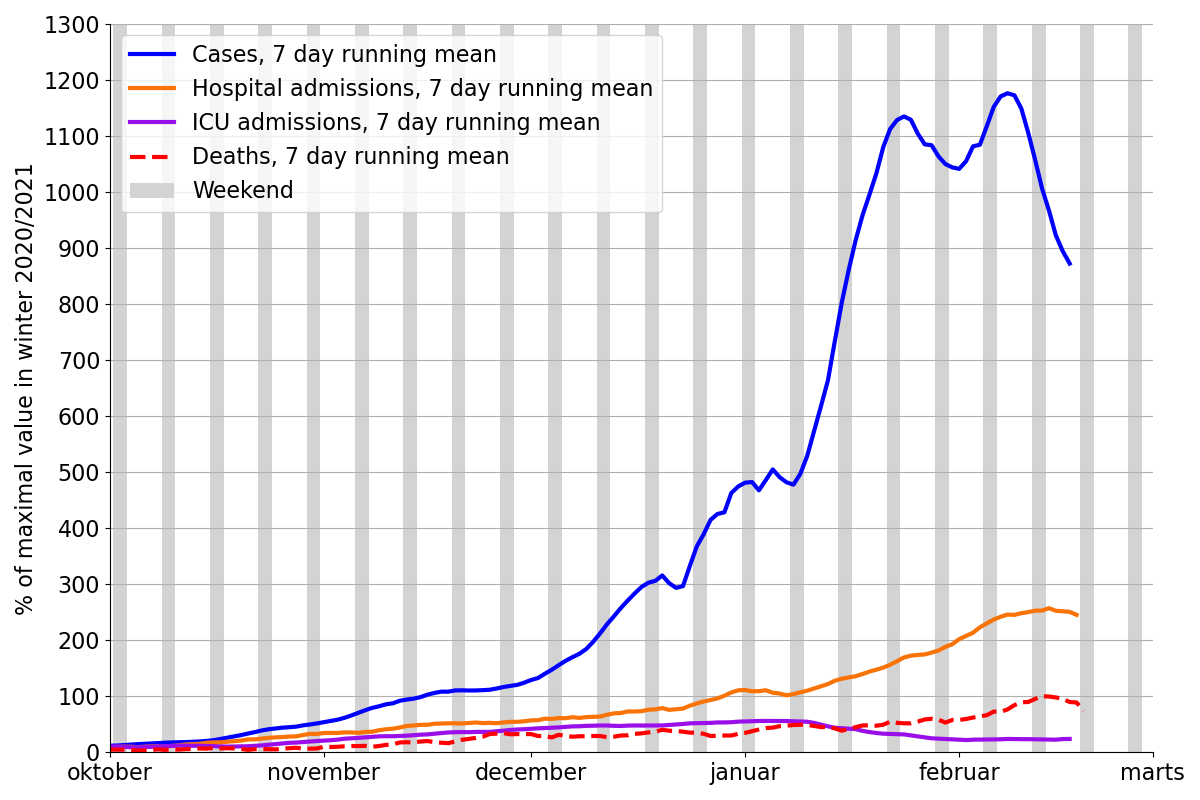 1300
1200
1100
1000
900
800
700
600
500
400
300
200
100
0
% of maximal value in winter 2020/2021
Cases, 7 day running mean
Hospital admissions, 7 day running mean
ICU admissions, 7 day running mean
Deaths, 7 day running mean
Weekend
oktober november december januar februar marts